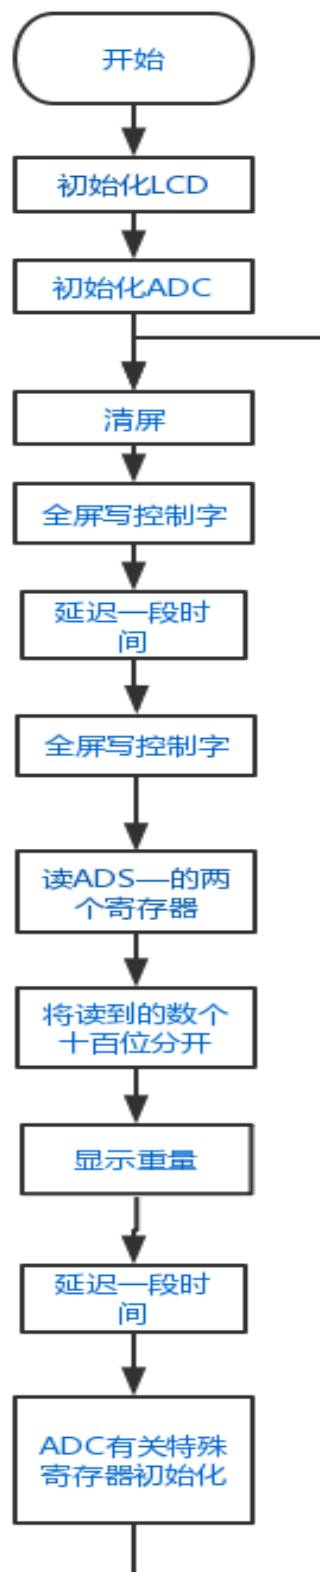 开始
初始化LCD
初始化ADC
清屏
全屏写控制字
延迟一段时
间
全屏写控制字
读ADS—的两
个寄存器
将读到的数个
十百位分开
显示重量
延迟一段时
间
ADC有关特殊
寄存器初始化